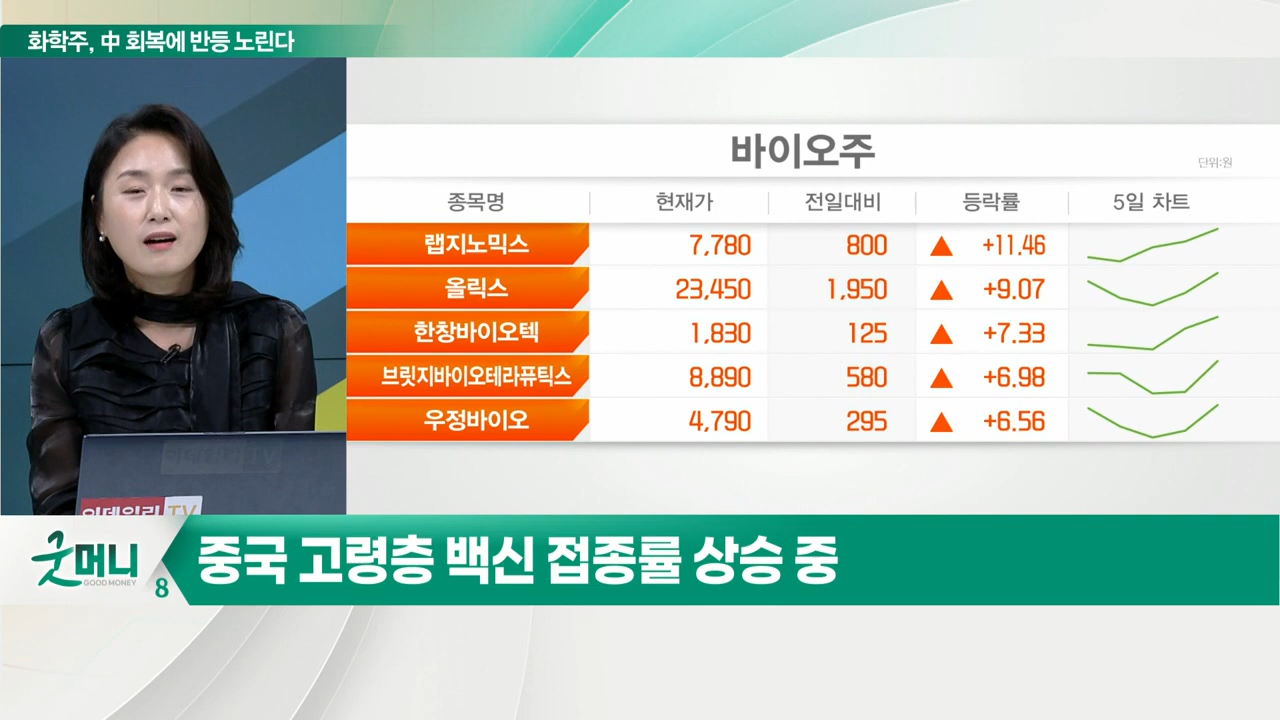 화학주, 中 회복에 반등 노린다
바이오주
단위:원
종목명 현재가 전일대비 등락률 5일 차트
랩지노믹스 7,780 800 ▲ +11.46
올릭스 23,450 1,950 ▲ +9.07
한창바이오텍 1,830 125 ▲ +7.33
브릿지바이오테라퓨틱스 8,890 580 ▲ +6.98
우정바이오 4,790 295 ▲ +6.56
이데일리 TV
굿머니
GOOD MONEY
8
중국 고령층 백신 접종률 상승 중